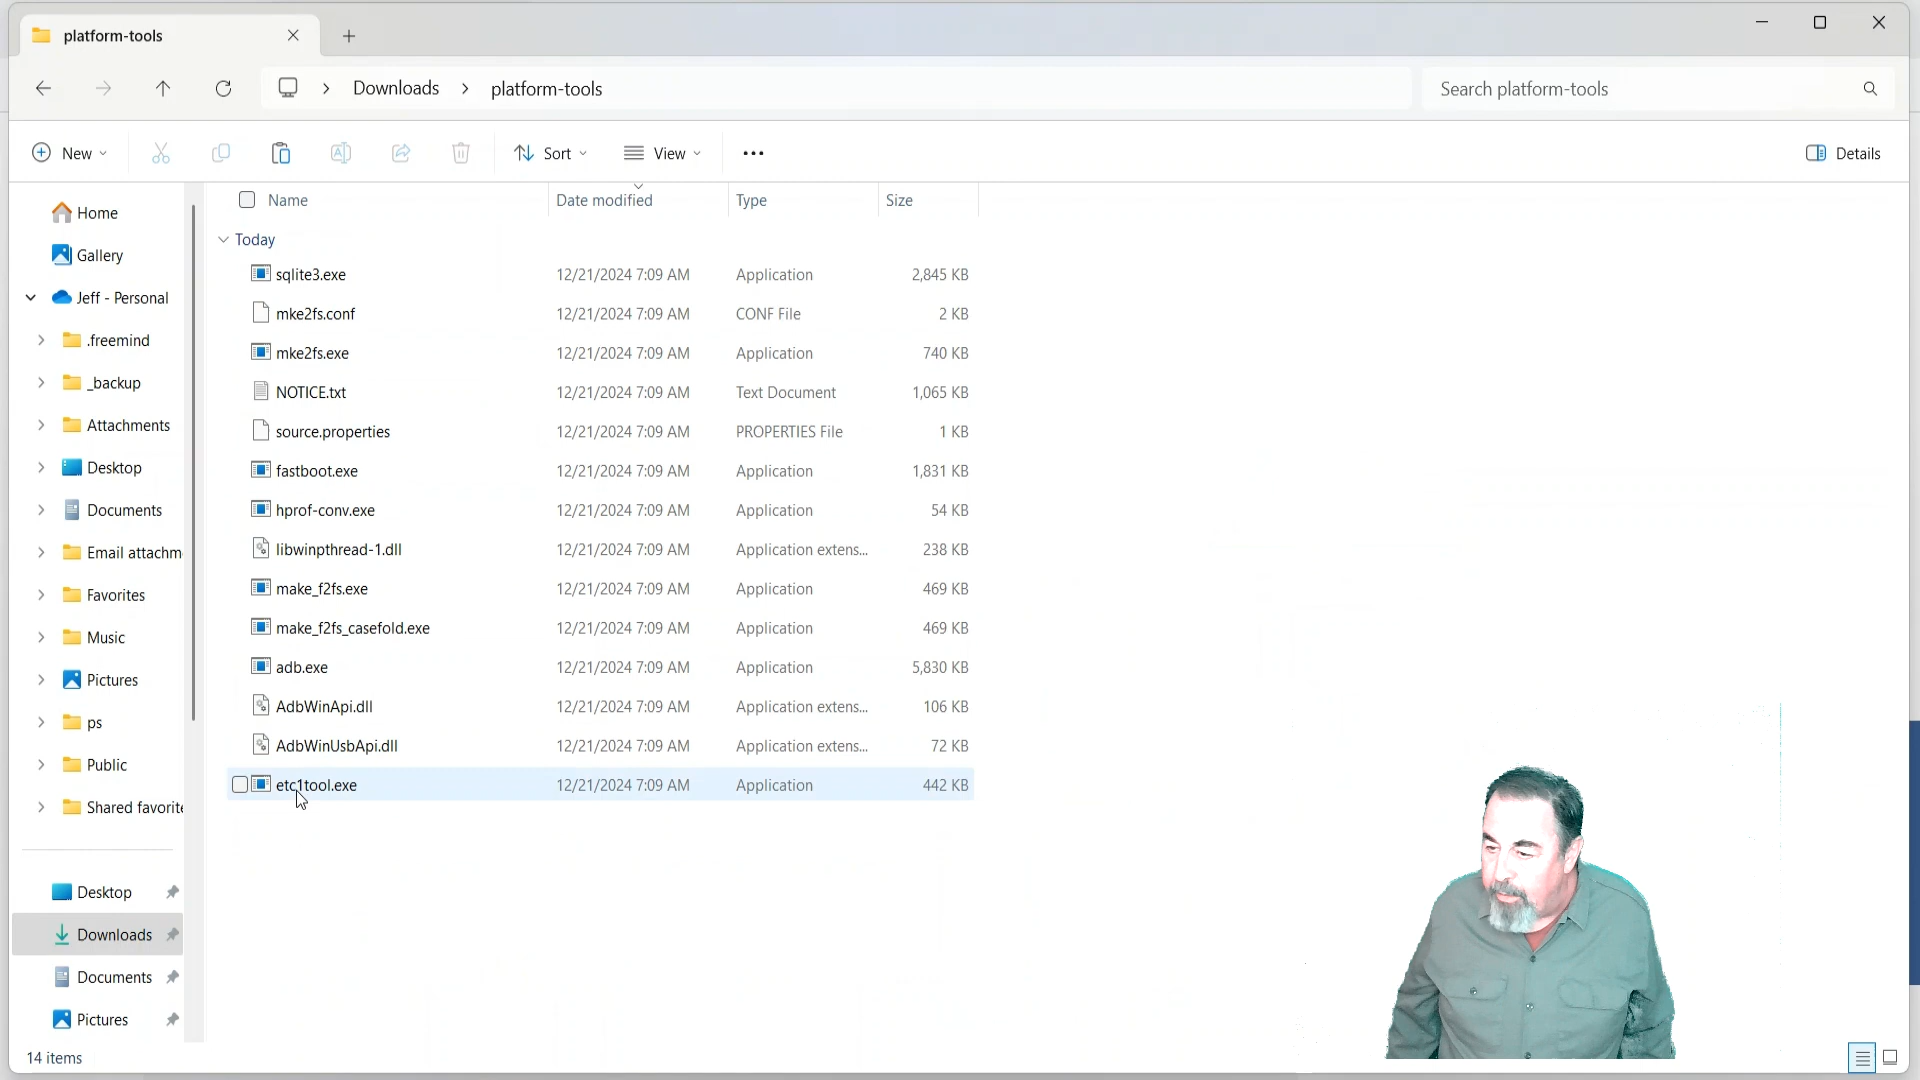 platform-tools
Downloads > platform-tools
Search platform-tools
New
Sort
View
Details
Name Date modified Type Size
Today
sqlite3.exe 12/21/2024 7:09 AM Application 2,845 KB
mke2fs.conf 12/21/2024 7:09 AM CONF File 2 KB
mke2fs.exe 12/21/2024 7:09 AM Application 740 KB
NOTICE.txt 12/21/2024 7:09 AM Text Document 1,065 KB
source.properties 12/21/2024 7:09 AM PROPERTIES File 1 KB
fastboot.exe 12/21/2024 7:09 AM Application 1,831 KB
hprof-conv.exe 12/21/2024 7:09 AM Application 54 KB
libwinpthread-1.dll 12/21/2024 7:09 AM Application extens... 238 KB
make_f2fs.exe 12/21/2024 7:09 AM Application 469 KB
make_f2fs_casefold.exe 12/21/2024 7:09 AM Application 469 KB
adb.exe 12/21/2024 7:09 AM Application 5,830 KB
AdbWinApi.dll 12/21/2024 7:09 AM Application extens... 106 KB
AdbWinUsbApi.dll 12/21/2024 7:09 AM Application extens... 72 KB
etc1tool.exe 12/21/2024 7:09 AM Application 442 KB
Home
Gallery
Jeff - Personal
.freemind
_backup
Attachments
Desktop
Documents
Email attachm
Favorites
Music
Pictures
ps
Public
Shared favorite
Desktop
Downloads
Documents
Pictures
14 items